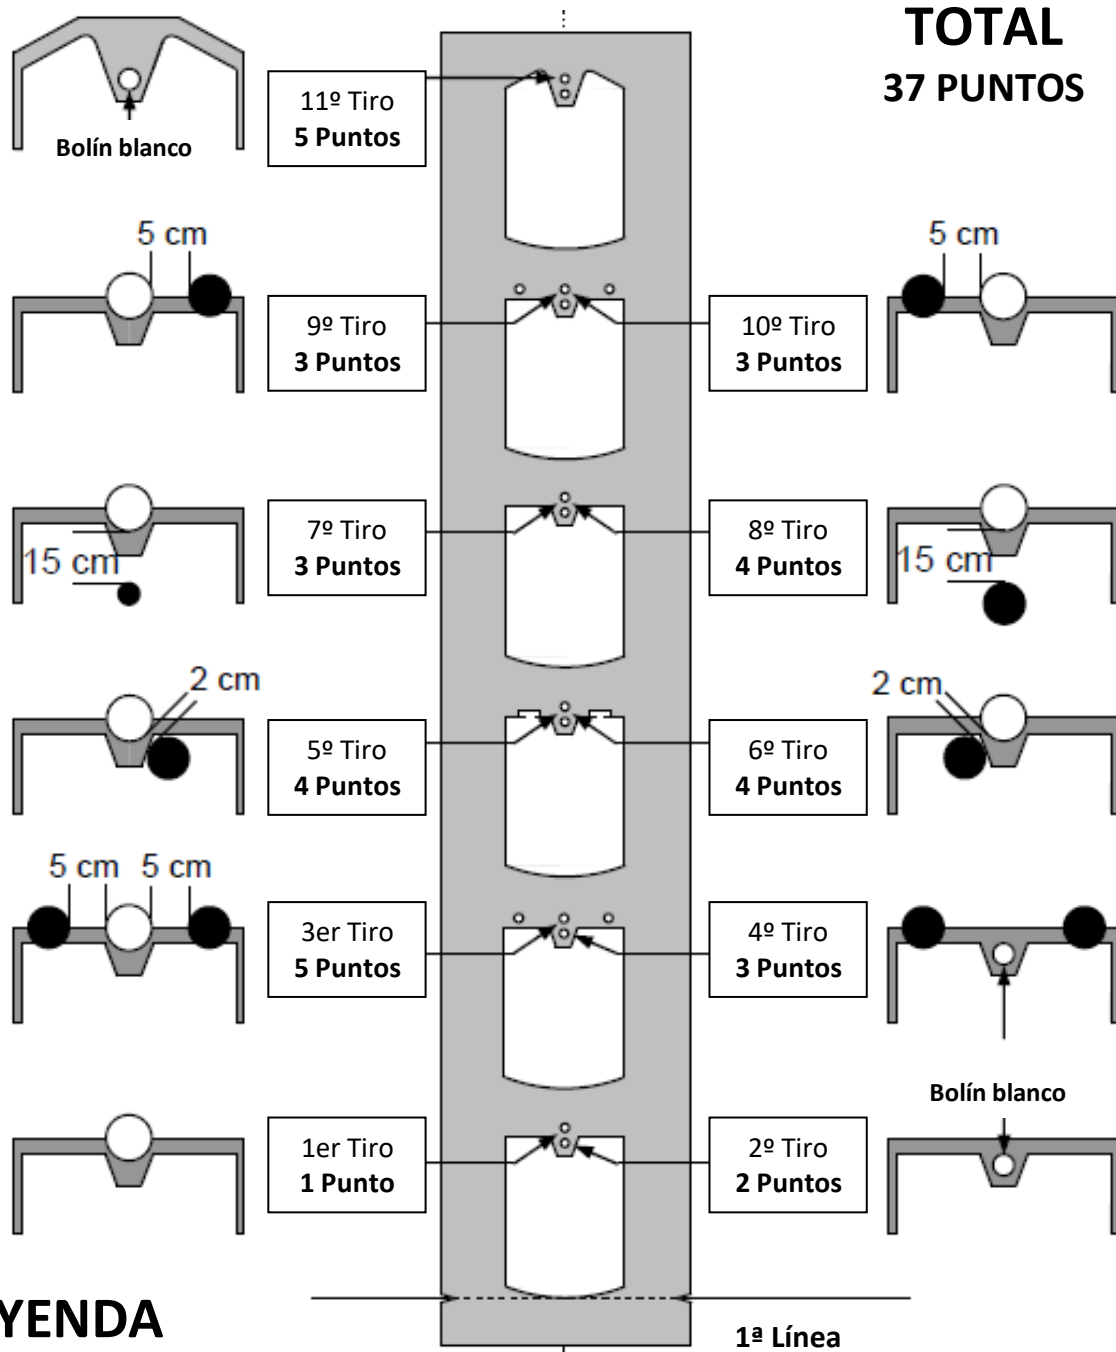 TOTAL
37 PUNTOS
11º Tiro
5 Puntos
Bolín blanco
5 cm
9º Tiro
3 Puntos
5 cm
10º Tiro
3 Puntos
15 cm
7º Tiro
3 Puntos
15 cm
8º Tiro
4 Puntos
2 cm
5º Tiro
4 Puntos
2 cm
6º Tiro
4 Puntos
5 cm 5 cm
3er Tiro
5 Puntos
4º Tiro
3 Puntos
Bolín blanco
1er Tiro
1 Punto
2º Tiro
2 Puntos
YENDA
1ª Línea